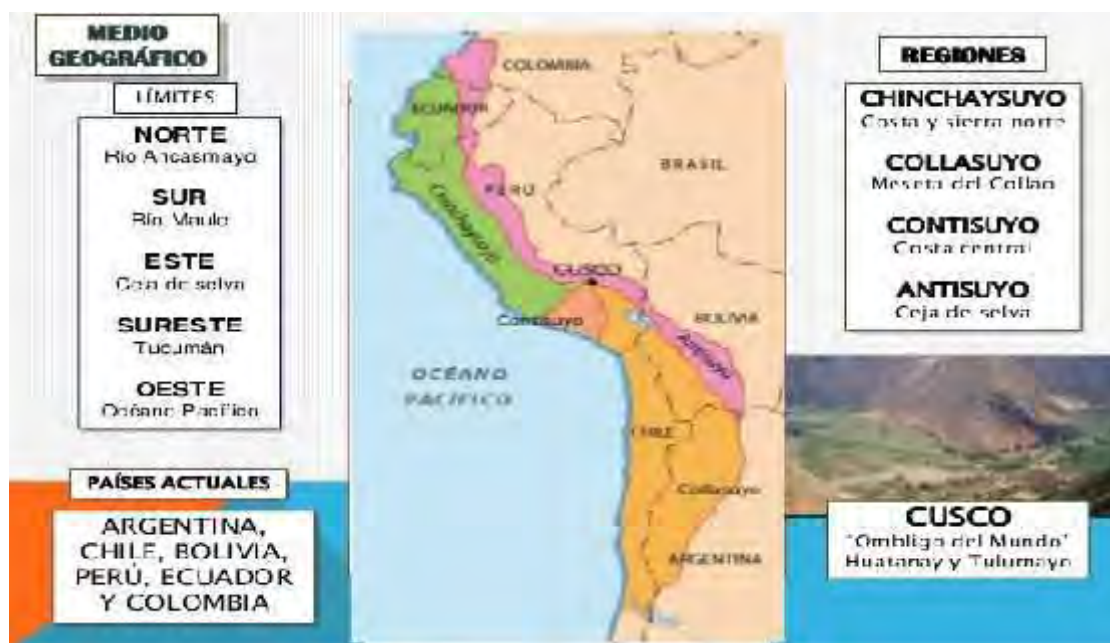 MEDIO
GEOGRÁFICO
LÍMITES
NORTE
Río Ancasmayo
SUR
Río Maule
ESTE
Ceja de selva
SURESTE
Tucumán
OESTE
Océano Pacífico
PAÍSES ACTUALES
ARGENTINA,
CHILE, BOLIVIA,
PERÚ, ECUADOR
Y COLOMBIA
COLOMBIA
ECUADOR
BRASIL
PERÚ
Chinchaysuyo
CUSCO
Contisuyo
BOLIVIA
Antisuyo
OCÉANO
PACÍFICO
CHILE
Collasuyo
ARGENTINA
REGIONES
CHINCHAYSUYO
Costa y sierra norte
COLLASUYO
Meseta del Collao
CONTISUYO
Costa central
ANTISUYO
Ceja de selva
CUSCO
"Ombligo del Mundo"
Huatanay y Tulumayo